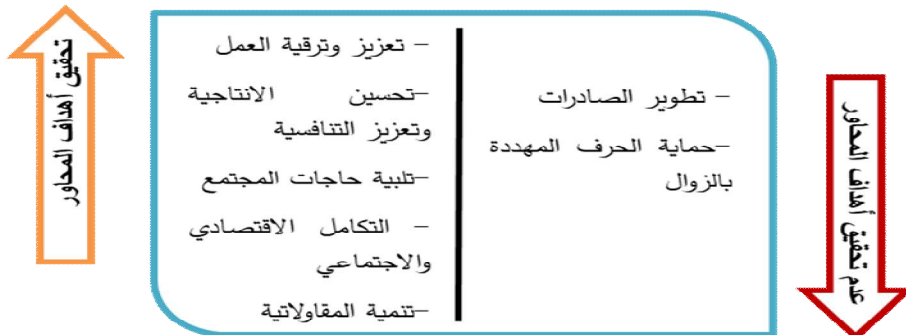 عدم تحقيق أهداف المحاور
– تطوير الصادرات
–حماية الحرف المهددة
بالزوال
– تعزيز وترقية العمل
–تحسين الانتاجية
وتعزيز التنافسية
–تلبية حاجات المجتمع
– التكامل الاقتصادي
والاجتماعي
–تنمية المقاولاتية
تحقيق أهداف المحاور